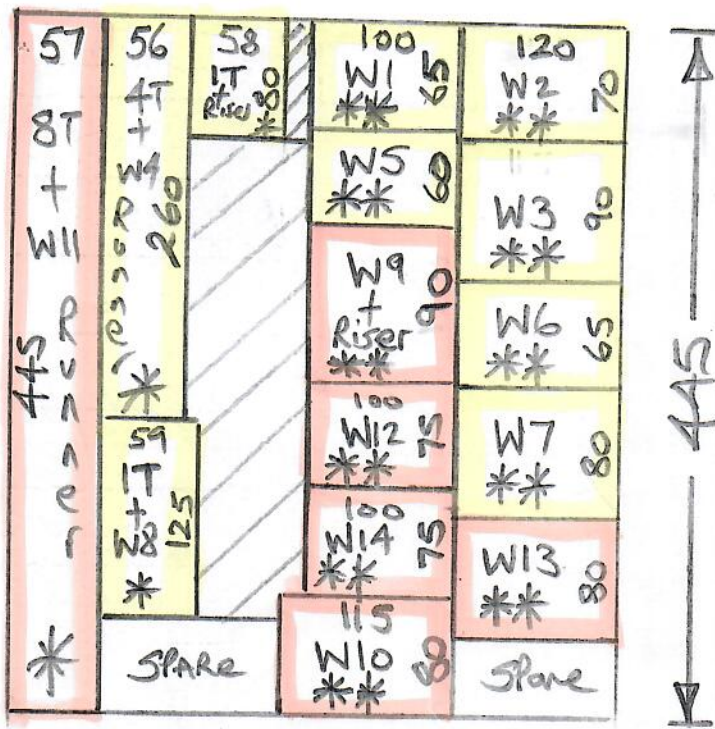 57
8T
+
W11
Runner
445
*
56
4T
+
W4
Runner
260
*
59
1T
+
W8
125
*
SPARE
58
1T
+
Riser
80
*
100
W1
65
**
W5
60
**
W9
+
Riser
90
**
100
W12
75
**
100
W14
75
**
115
W10
80
**
120
W2
70
**
W3
90
**
W6
65
**
W7
80
**
W13
80
**
Spare
445